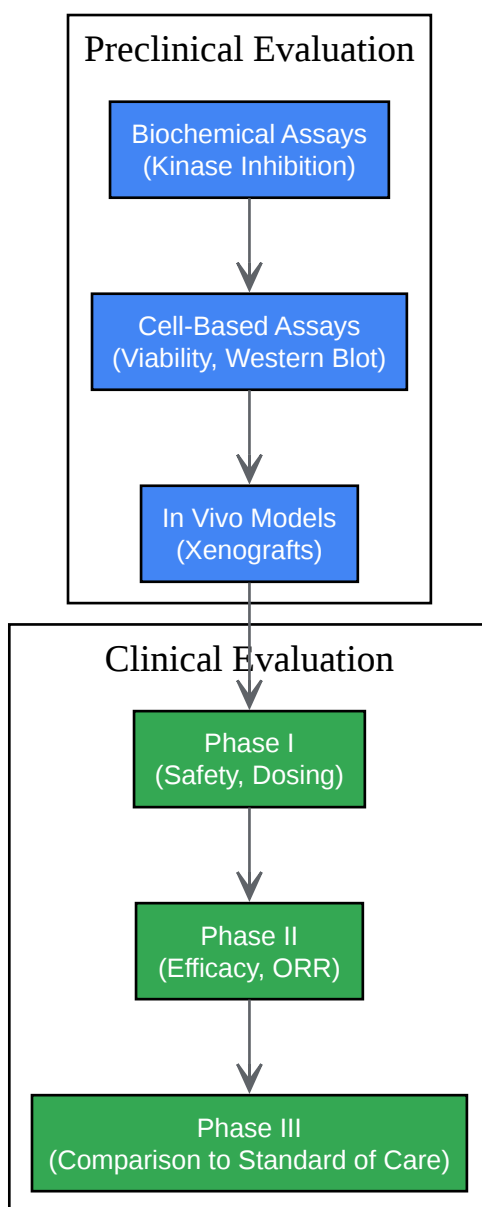 Preclinical Evaluation
Biochemical Assays
(Kinase Inhibition)
Cell-Based Assays
(Viability, Western Blot)
In Vivo Models
(Xenografts)
Clinical Evaluation
Phase I
(Safety, Dosing)
Phase II
(Efficacy, ORR)
Phase III
(Comparison to Standard of Care)